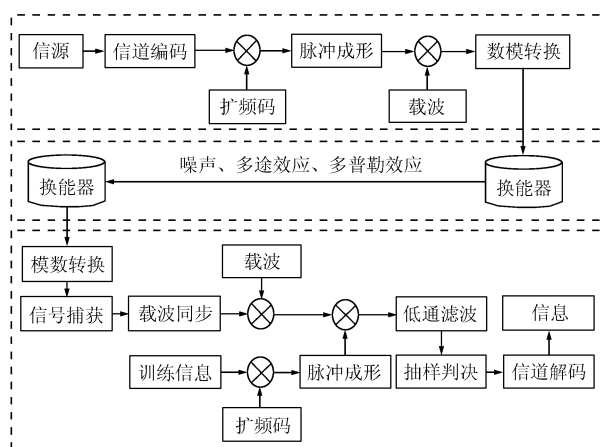 信源
信道编码
脉冲成形
数模转换
扩频码
载波
噪声、多途效应、多普勒效应
换能器
换能器
模数转换
载波
信号捕获
载波同步
低通滤波
信息
训练信息
脉冲成形
抽样判决
信道解码
扩频码